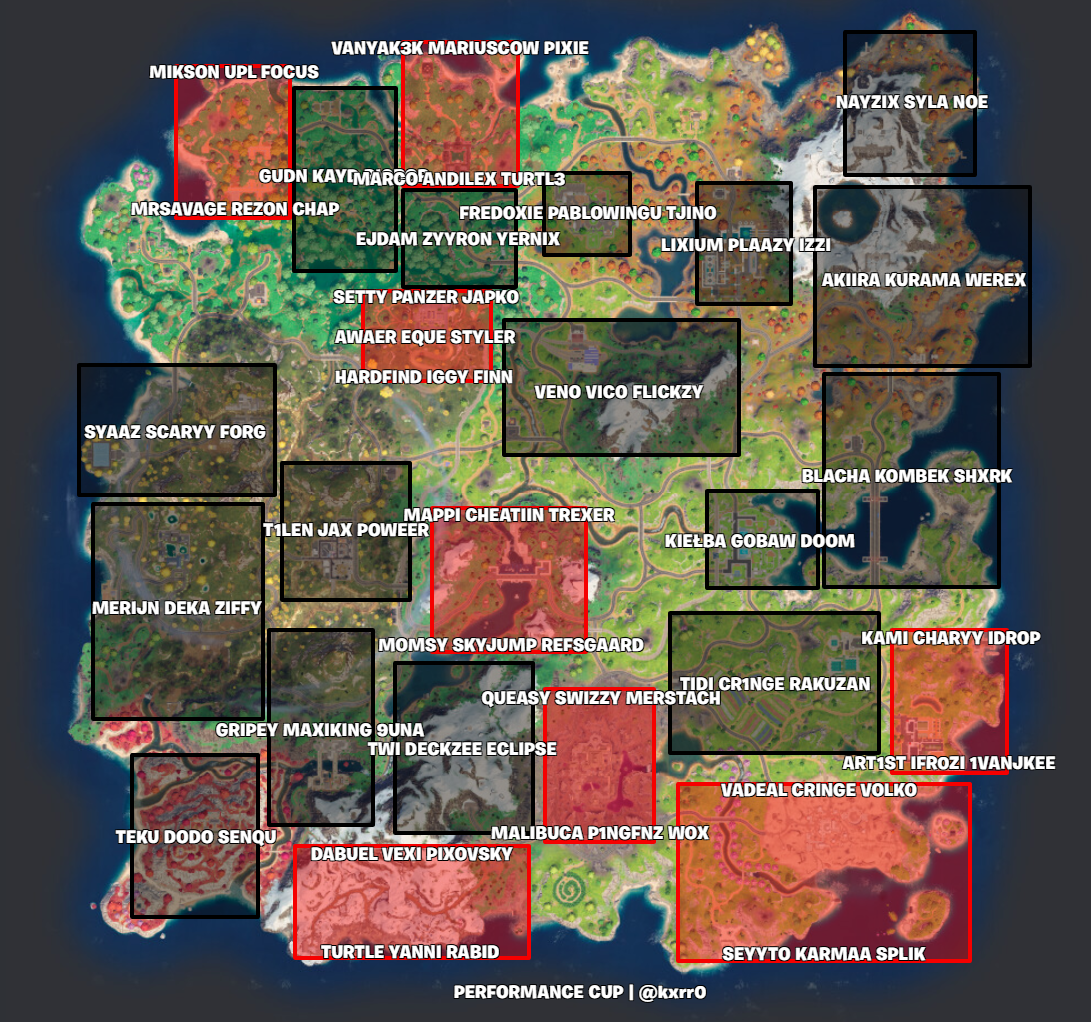 VANYAK3K MARIUSCOW PIXIE
MIKSON UPL FOCUS
NAYZIX SYLA NOE
GUDN KAYD
MARCO ANDILEX TURTL3
MRSAVAGE REZON CHAP
FREDOXIE PABLOWINGU TJINO
EJDAM ZYYRON YERNIX
LIXIUM PLAAZY IZZI
AKIIRA KURAMA WEREX
SETTY PANZER JAPKO
AWAER EQUE STYLER
HARDFIND IGGY FINN
VENO VICO FLICKZY
SYAAZ SCARYY FORG
BLACHA KOMBEK SHXRK
MAPPI CHEATIIN TREXER
T1LEN JAX POWEER
KIEŁBA GOBAW DOOM
MERIJN DEKA ZIFFY
KAMI CHARYY IDROP
MOMSY SKYJUMP REFSGAARD
TIDI CR1NGE RAKUZAN
QUEASY SWIZZY MERSTACH
GRIPEY MAXIKING 9UNA
TWI DECKZEE ECLIPSE
ART1ST IFROZI 1VANJKEE
VADEAL CRINGE VOLKO
MALIBUCA P1NGFNZ WOX
TEKU DODO SENQU
DABUEL VEXI PIXOVSKY
TURTLE YANNI RABID
SEYYTO KARMAA SPLIK
PERFORMANCE CUP | @kxrr0